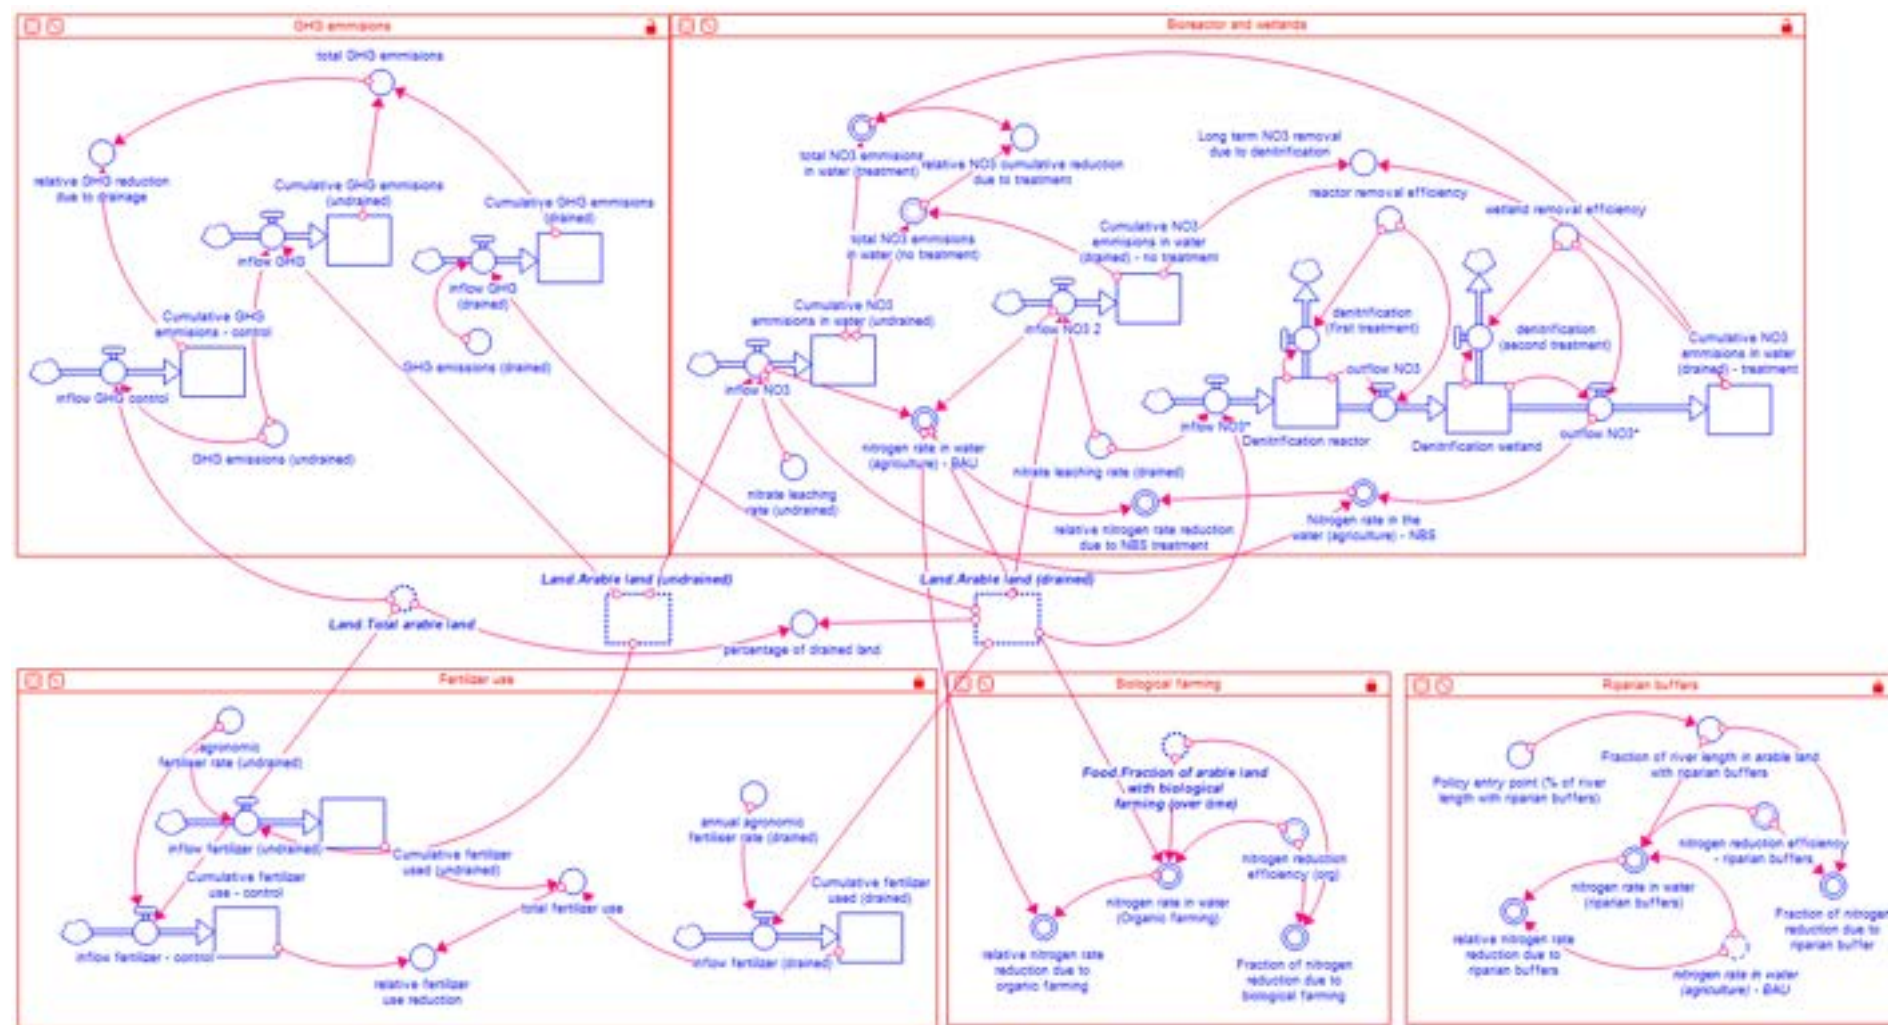 GHG emmisions
total GHG emmisions
relative GHG reduction
due to drainage
Cumulative GHG emmisions
(undrained)
Cumulative GHG emmisions
(drained)
inflow GHG
inflow GHG
(drained)
Cumulative GHG
emmisions - control
GHG emissions (drained)
inflow GHG control
GHG emissions (undrained)
Bioreactor and wetlands
total NO3 emmisions
in water (treatment)
relative NO3 cumulative reduction
due to treatment
Long term NO3 removal
due to denitrification
reactor removal efficiency
wetland removal efficiency
total NO3 emmisions
in water (no treatment)
Cumulative NO3
emmisions in water
(drained) - no treatment
Cumulative NO3
emmisions in water (undrained)
inflow NO3 2
denitrification
(first treatment)
denitrification
(second treatment)
Cumulative NO3
emmisions in water
(drained) - treatment
inflow NO3
outflow NO3
inflow NO3*
Denitrification reactor
Denitrification wetland
outflow NO3*
nitrogen rate in water
(agriculture) - BAU
nitrate leaching rate (drained)
nitrate leaching
rate (undrained)
relative nitrogen rate reduction
due to NBS treatment
Nitrogen rate in the
water (agriculture) - NBS
Land.Arable land (undrained)
Land.Arable land (drained)
Land.Total arable land
percentage of drained land
Fertilizer use
agronomic
fertiliser rate (undrained)
inflow fertilizer (undrained)
Cumulative fertilizer
used (undrained)
annual agronomic
fertiliser rate (drained)
Cumulative fertilizer
use - control
total fertilizer use
Cumulative fertilizer
used (drained)
inflow fertilizer - control
inflow fertilizer (drained)
relative fertilizer
use reduction
Biological farming
Food.Fraction of arable land
with biological
farming (over time)
nitrogen reduction
efficiency (org)
nitrogen rate in water
(Organic farming)
relative nitrogen rate
reduction due to
organic farming
Fraction of nitrogen
reduction due to
biological farming
Riparian buffers
Fraction of river length in arable land
with riparian buffers
Policy entry point (% of river
length with riparian buffers)
nitrogen reduction efficiency
- riparian buffers
nitrogen rate in water
(riparian buffers)
Fraction of nitrogen
reduction due to
riparian buffer
relative nitrogen rate
reduction due to
riparian buffers
nitrogen rate in water
(agriculture) - BAU